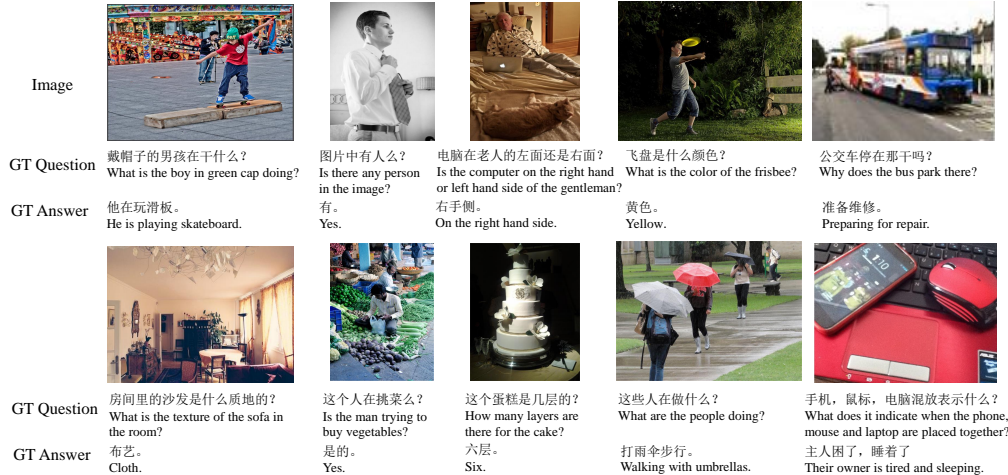 Image
GT Question
戴帽子的男孩在干什么?
What is the boy in green cap doing?
图片中有人么?
Is there any person
in the image?
电脑在老人的左面还是右面?
Is the computer on the right hand
or left hand side of the gentleman?
飞盘是什么颜色?
What is the color of the frisbee?
公交车停在那干吗?
Why does the bus park there?
GT Answer
他在玩滑板。
He is playing skateboard.
有。
Yes.
右手侧。
On the right hand side.
黄色。
Yellow.
准备维修。
Preparing for repair.
GT Question
房间里的沙发是什么质地的?
What is the texture of the sofa in
the room?
这个人在挑菜么?
Is the man trying to
buy vegetables?
这个蛋糕是几层的?
How many layers are
there for the cake?
这些人在做什么?
What are the people doing?
手机,鼠标,电脑混放表示什么?
What does it indicate when the phone,
mouse and laptop are placed together?
GT Answer
布艺。
Cloth.
是的。
Yes.
六层。
Six.
打雨伞步行。
Walking with umbrellas.
主人困了,睡着了
Their owner is tired and sleeping.